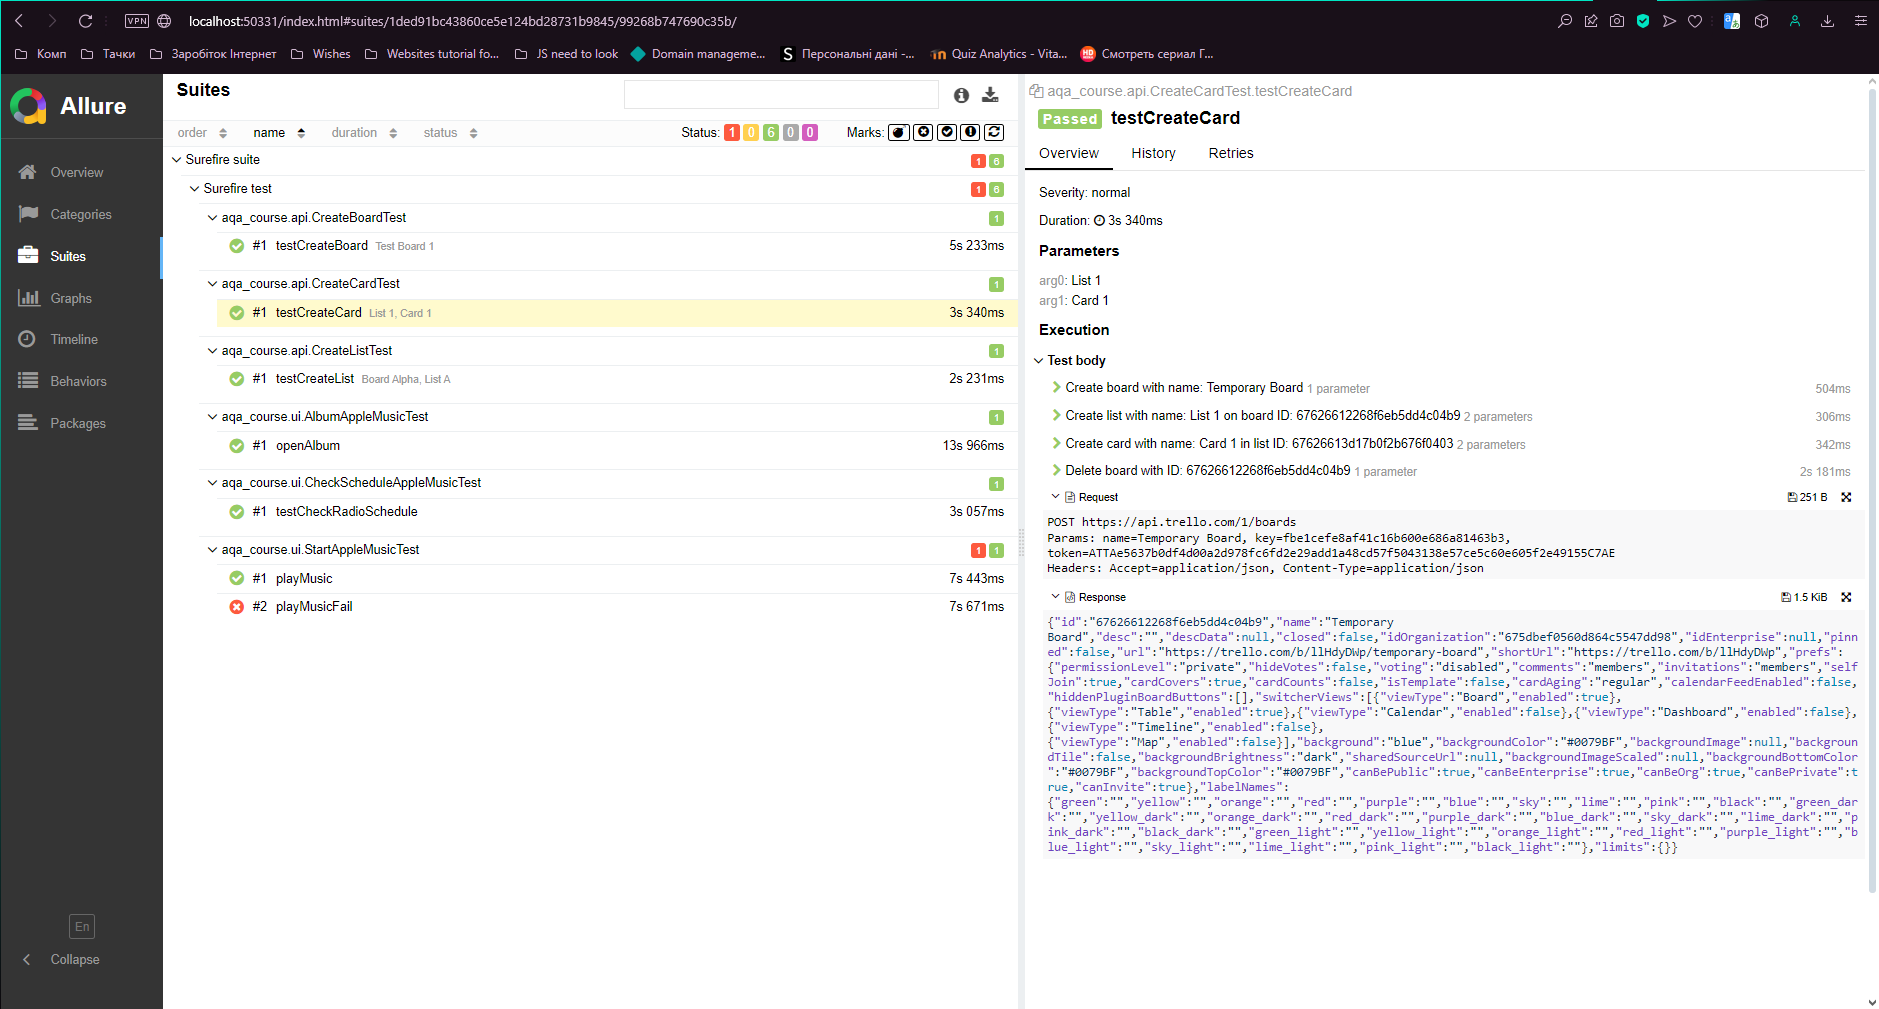 VPN localhost:50331/index.html#suites/1ded91bc43860ce5e124bd28731b9845/99268b747690c35b/
Комп Тачки Заробіток Інтернет Wishes Websites tutorial fo... JS need to look Domain manageme... S Персональні дані -... m Quiz Analytics - Vita... HD Смотреть сериал Г...
Allure
Overview
Categories
Suites
Graphs
Timeline
Behaviors
Packages
En
Collapse
Suites
order name duration status Status: 1 0 6 0 0 Marks:
Surefire suite 1 6
Surefire test 1 6
aqa_course.api.CreateBoardTest 1
#1 testCreateBoard Test Board 1 5s 233ms
aqa_course.api.CreateCardTest 1
#1 testCreateCard List 1, Card 1 3s 340ms
aqa_course.api.CreateListTest 1
#1 testCreateList Board Alpha, List A 2s 231ms
aqa_course.ui.AlbumAppleMusicTest 1
#1 openAlbum 13s 966ms
aqa_course.ui.CheckScheduleAppleMusicTest 1
#1 testCheckRadioSchedule 3s 057ms
aqa_course.ui.StartAppleMusicTest 1 1
#1 playMusic 7s 443ms
#2 playMusicFail 7s 671ms
aqa_course.api.CreateCardTest.testCreateCard
Passed testCreateCard
Overview History Retries
Severity: normal
Duration: 3s 340ms
Parameters
arg0: List 1
arg1: Card 1
Execution
Test body
Create board with name: Temporary Board 1 parameter 504ms
Create list with name: List 1 on board ID: 67626612268f6eb5dd4c04b9 2 parameters 306ms
Create card with name: Card 1 in list ID: 67626613d17b0f2b676f0403 2 parameters 342ms
Delete board with ID: 67626612268f6eb5dd4c04b9 1 parameter 2s 181ms
Request 251 B
POST https://api.trello.com/1/boards
Params: name=Temporary Board, key=fbe1cefe8af41c16b600e686a81463b3,
token=ATTAe5637b0df4d00a2d978fc6fd2e29add1a48cd57f5043138e57ce5c60e605f2e49155C7AE
Headers: Accept=application/json, Content-Type=application/json
Response 1.5 KiB
{"id":"67626612268f6eb5dd4c04b9","name":"Temporary
Board","desc":"","descData":null,"closed":false,"idOrganization":"675dbef0560d864c5547dd98","idEnterprise":null,"pinn
ed":false,"url":"https://trello.com/b/llHdyDWp/temporary-board","shortUrl":"https://trello.com/b/llHdyDWp","prefs":
{"permissionLevel":"private","hideVotes":false,"voting":"disabled","comments":"members","invitations":"members","self
Join":true,"cardCovers":true,"cardCounts":false,"isTemplate":false,"cardAging":"regular","calendarFeedEnabled":false,
"hiddenPluginBoardButtons":[],"switcherViews":[{"viewType":"Board","enabled":true},
{"viewType":"Table","enabled":true},{"viewType":"Calendar","enabled":false},{"viewType":"Dashboard","enabled":false},
{"viewType":"Timeline","enabled":false},
{"viewType":"Map","enabled":false}],"background":"blue","backgroundColor":"#0079BF","backgroundImage":null,"backgroun
dTile":false,"backgroundBrightness":"dark","sharedSourceUrl":null,"backgroundImageScaled":null,"backgroundBottomColor
":"#0079BF","backgroundTopColor":"#0079BF","canBePublic":true,"canBeEnterprise":true,"canBeOrg":true,"canBePrivate":t
rue,"canInvite":true},"labelNames":
{"green":"","yellow":"","orange":"","red":"","purple":"","blue":"","sky":"","lime":"","pink":"","black":"","green_dar
k":"","yellow_dark":"","orange_dark":"","red_dark":"","purple_dark":"","blue_dark":"","sky_dark":"","lime_dark":"","p
ink_dark":"","black_dark":"","green_light":"","yellow_light":"","orange_light":"","red_light":"","purple_light":"","b
lue_light":"","sky_light":"","lime_light":"","pink_light":"","black_light":""},"limits":{}}